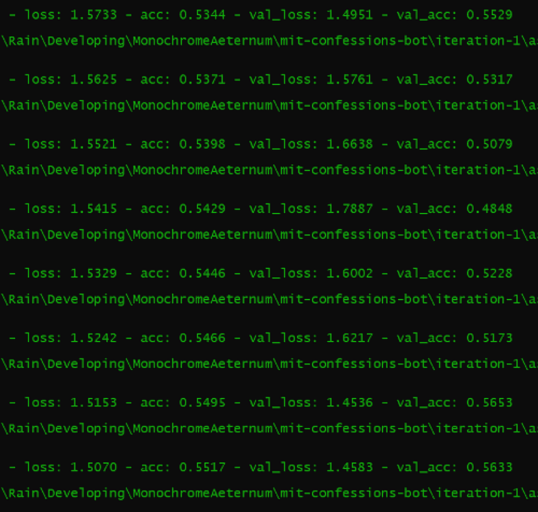 - loss: 1.5733 - acc: 0.5344 - val_loss: 1.4951 - val_acc: 0.5529
\Rain\Developing\MonochromeAeternum\mit-confessions-bot\iteration-1\a
- loss: 1.5625 - acc: 0.5371 - val_loss: 1.5761 - val_acc: 0.5317
\Rain\Developing\MonochromeAeternum\mit-confessions-bot\iteration-1\a
- loss: 1.5521 - acc: 0.5398 - val_loss: 1.6638 - val_acc: 0.5079
\Rain\Developing\MonochromeAeternum\mit-confessions-bot\iteration-1\a
- loss: 1.5415 - acc: 0.5429 - val_loss: 1.7887 - val_acc: 0.4848
\Rain\Developing\MonochromeAeternum\mit-confessions-bot\iteration-1\a
- loss: 1.5329 - acc: 0.5446 - val_loss: 1.6002 - val_acc: 0.5228
\Rain\Developing\MonochromeAeternum\mit-confessions-bot\iteration-1\a
- loss: 1.5242 - acc: 0.5466 - val_loss: 1.6217 - val_acc: 0.5173
\Rain\Developing\MonochromeAeternum\mit-confessions-bot\iteration-1\a
- loss: 1.5153 - acc: 0.5495 - val_loss: 1.4536 - val_acc: 0.5653
\Rain\Developing\MonochromeAeternum\mit-confessions-bot\iteration-1\a
- loss: 1.5070 - acc: 0.5517 - val_loss: 1.4583 - val_acc: 0.5633
\Rain\Developing\MonochromeAeternum\mit-confessions-bot\iteration-1\a